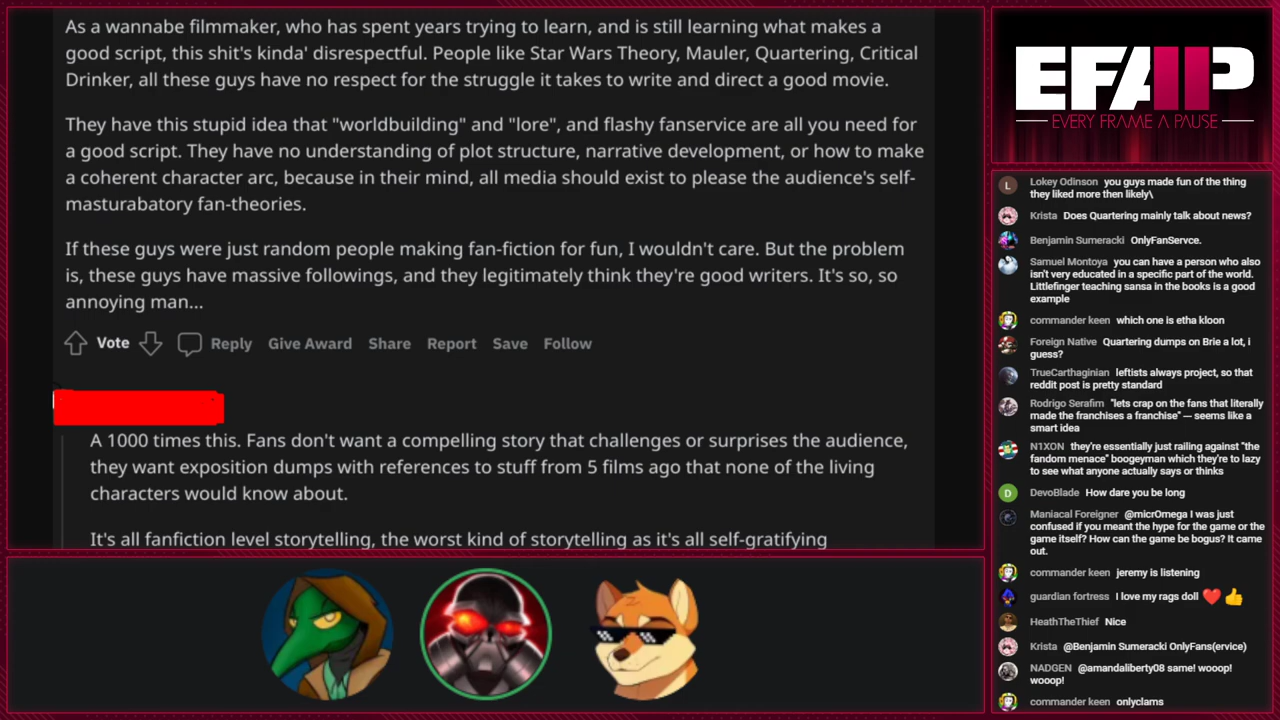 As a wannabe filmmaker, who has spent years trying to learn, and is still learning what makes a
good script, this shit's kinda' disrespectful. People like Star Wars Theory, Mauler, Quartering, Critical
Drinker, all these guys have no respect for the struggle it takes to write and direct a good movie.
They have this stupid idea that "worldbuilding" and "lore", and flashy fanservice are all you need for
a good script. They have no understanding of plot structure, narrative development, or how to make
a coherent character arc, because in their mind, all media should exist to please the audience's self-
masturabatory fan-theories.
If these guys were just random people making fan-fiction for fun, I wouldn't care. But the problem
is, these guys have massive followings, and they legitimately think they're good writers. It's so, so
annoying man...
Vote Reply Give Award Share Report Save Follow
A 1000 times this. Fans don't want a compelling story that challenges or surprises the audience,
they want exposition dumps with references to stuff from 5 films ago that none of the living
characters would know about.
It's all fanfiction level storytelling, the worst kind of storytelling as it's all self-gratifying
EFAP
EVERY FRAME A PAUSE
L
Lokey Odinson you guys made fun of the thing
they liked more then likely\
Krista Does Quartering mainly talk about news?
Benjamin Sumeracki OnlyFanServce.
Samuel Montoya you can have a person who also
isn't very educated in a specific part of the world.
Littlefinger teaching sansa in the books is a good
example
commander keen which one is etha kloon
Foreign Native Quartering dumps on Brie a lot, i
guess?
TrueCarthaginian leftists always project, so that
reddit post is pretty standard
Rodrigo Serafim "lets crap on the fans that literally
made the franchises a franchise" — seems like a
smart idea
N1XON they're essentially just railing against "the
fandom menace" boogeyman which they're to lazy
to see what anyone actually says or thinks
D
DevoBlade How dare you be long
Maniacal Foreigner @micrOmega I was just
confused if you meant the hype for the game or the
game itself? How can the game be bogus? It came
out.
commander keen jeremy is listening
guardian fortress I love my rags doll ❤️👍
HeathTheThief Nice
Krista @Benjamin Sumeracki OnlyFans(ervice)
NADGEN @amandaliberty08 same! wooop!
wooop!
commander keen onlyclams